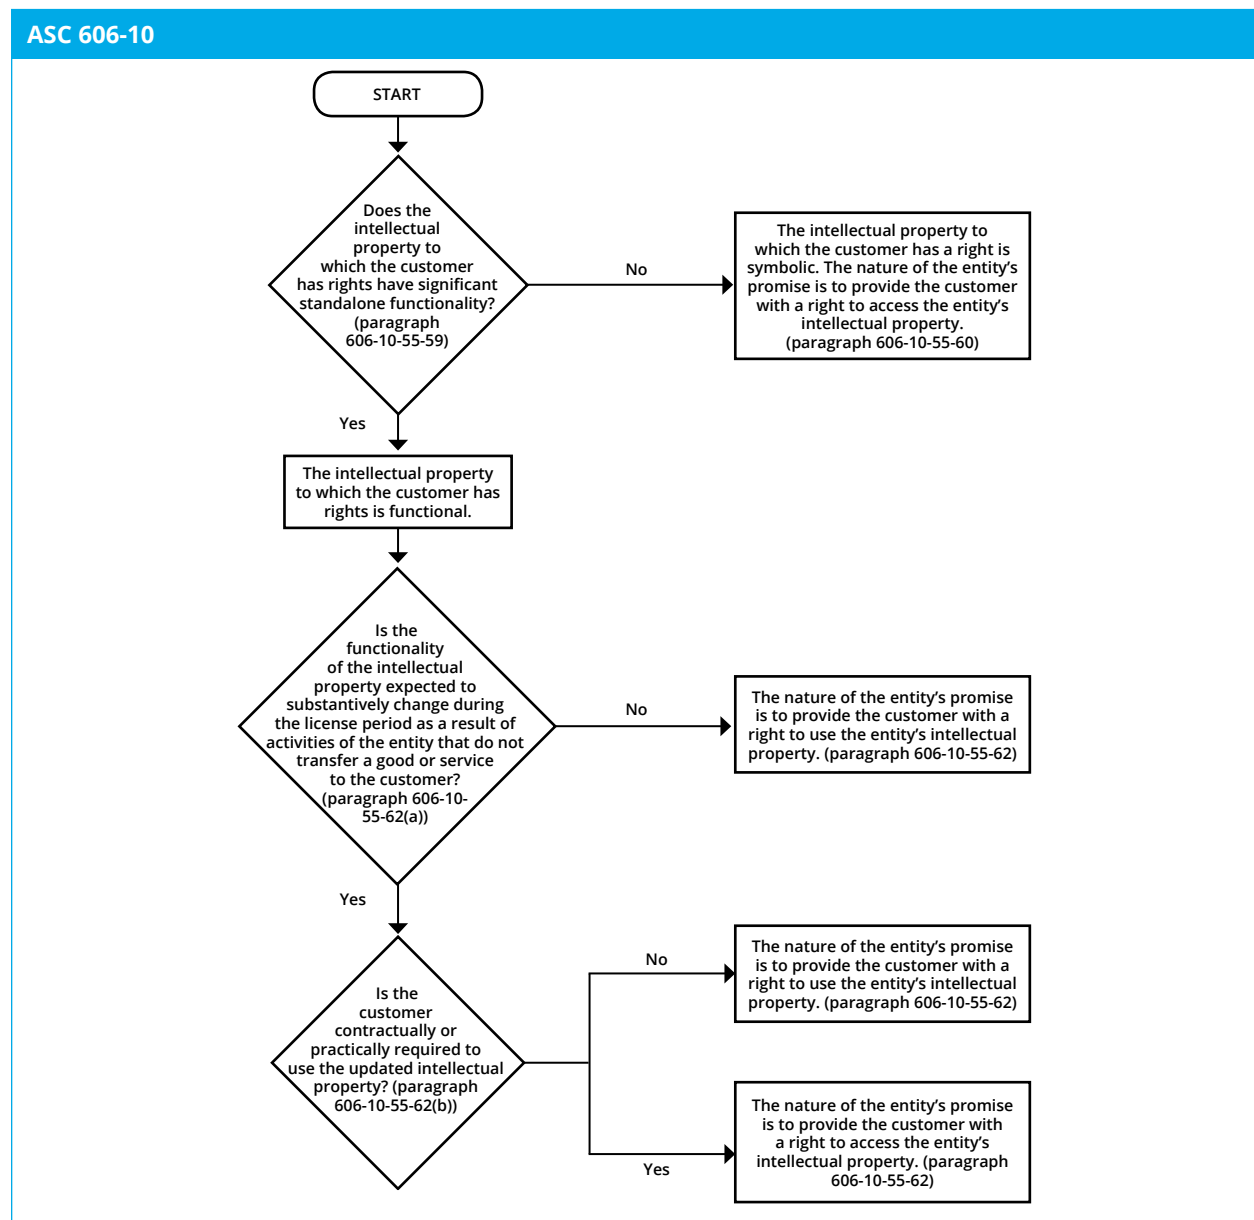 ASC 606-10
START
Does the
intellectual
property to
which the customer
has rights have significant
standalone functionality?
(paragraph
606-10-55-59)
No
The intellectual property to
which the customer has a right is
symbolic. The nature of the entity’s
promise is to provide the customer
with a right to access the entity’s
intellectual property.
(paragraph 606-10-55-60)
Yes
The intellectual property
to which the customer has
rights is functional.
Is the
functionality
of the intellectual
property expected to
substantively change during
the license period as a result of
activities of the entity that do not
transfer a good or service
to the customer?
(paragraph 606-10-
55-62(a))
No
The nature of the entity’s promise
is to provide the customer with a
right to use the entity’s intellectual
property. (paragraph 606-10-55-62)
Yes
Is the
customer
contractually or
practically required to
use the updated intellectual
property? (paragraph
606-10-55-62(b))
No
The nature of the entity’s promise
is to provide the customer with a
right to use the entity’s intellectual
property. (paragraph 606-10-55-62)
Yes
The nature of the entity’s promise
is to provide the customer with
a right to access the entity’s
intellectual property. (paragraph
606-10-55-62)